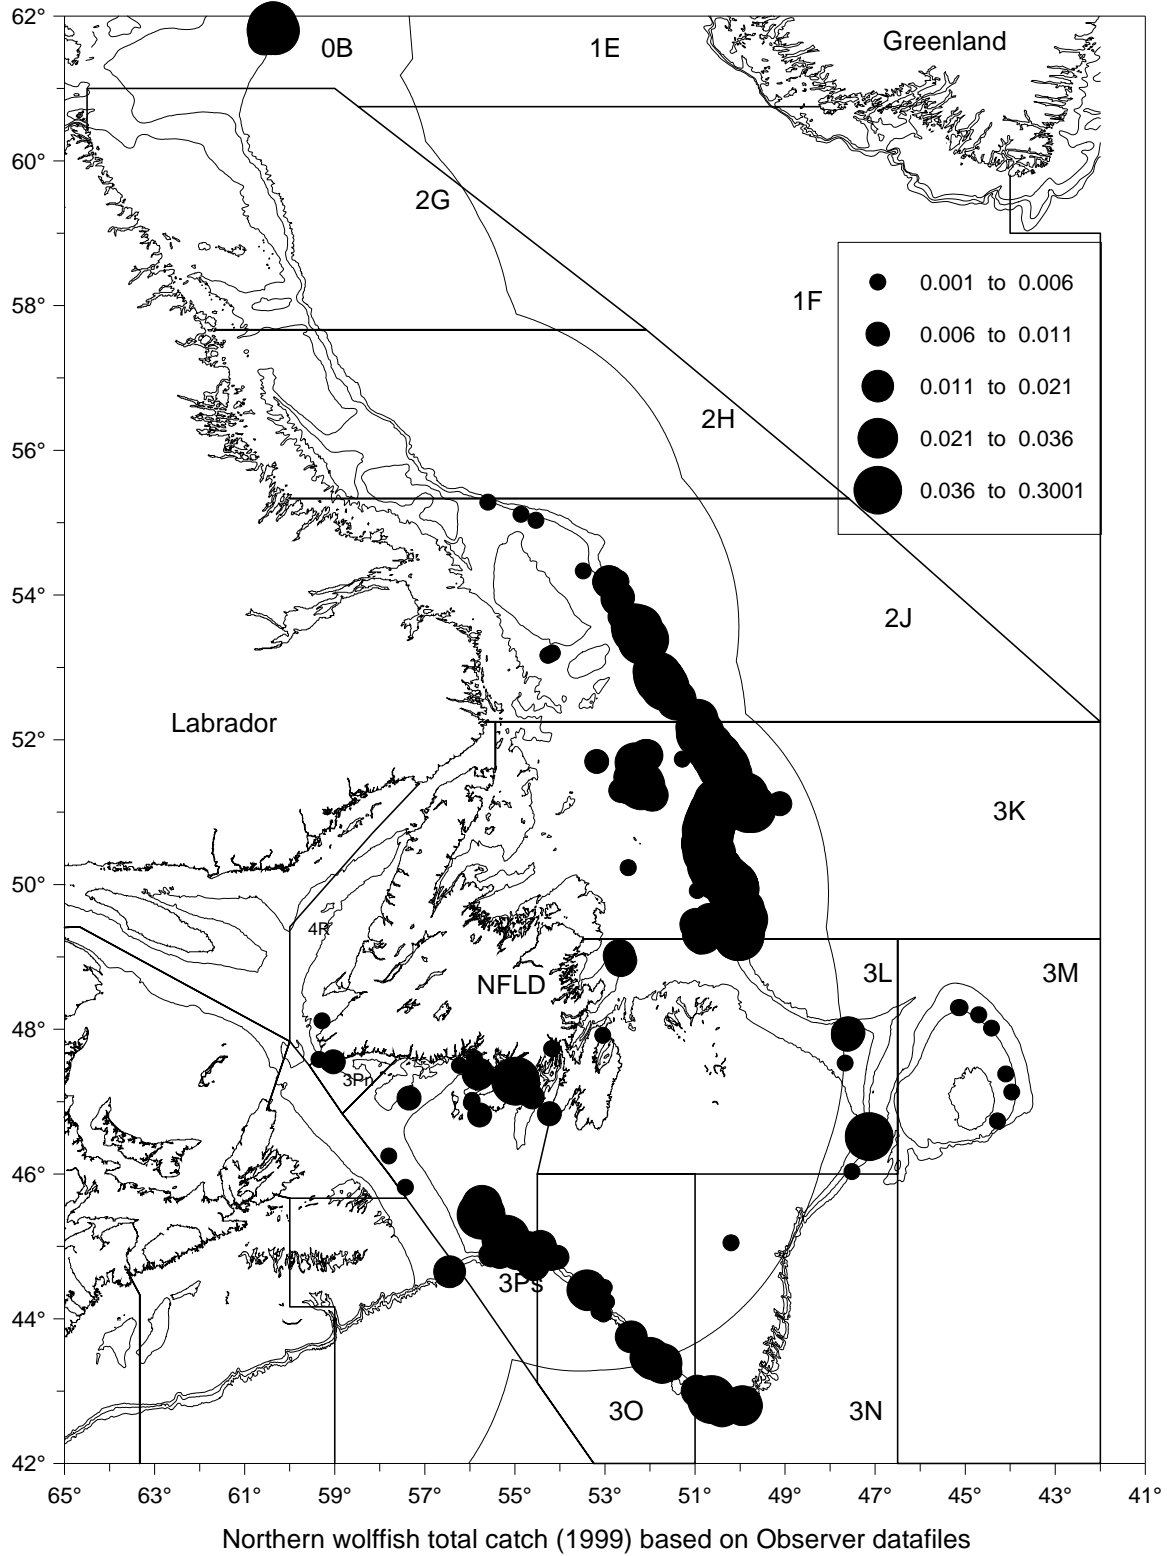 62°
0B
1E
Greenland
60°
2G
58°
1F
0.001 to 0.006
0.006 to 0.011
0.011 to 0.021
0.021 to 0.036
0.036 to 0.3001
2H
56°
54°
2J
Labrador
52°
3K
50°
4R
NFLD
3L
3M
48°
3Pn
46°
3Ps
44°
3O
3N
42°
65° 63° 61° 59° 57° 55° 53° 51° 49° 47° 45° 43° 41°
Northern wolffish total catch (1999) based on Observer datafiles